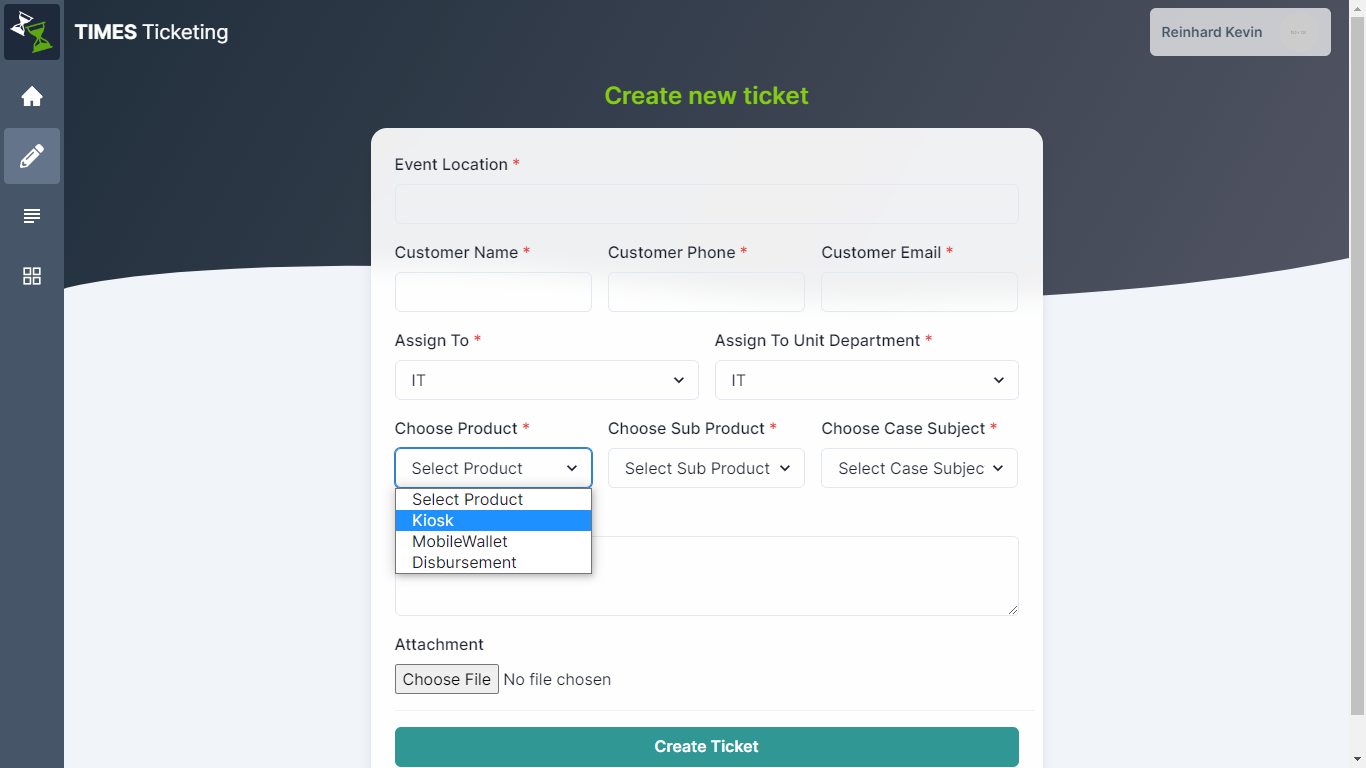 TIMES Ticketing
Reinhard Kevin
Create new ticket
Event Location *
Customer Name * Customer Phone * Customer Email *
Assign To * Assign To Unit Department *
IT IT
Choose Product * Choose Sub Product * Choose Case Subject *
Select Product Select Sub Product Select Case Subjec
Select Product
Kiosk
MobileWallet
Disbursement
Attachment
Choose File No file chosen
Create Ticket